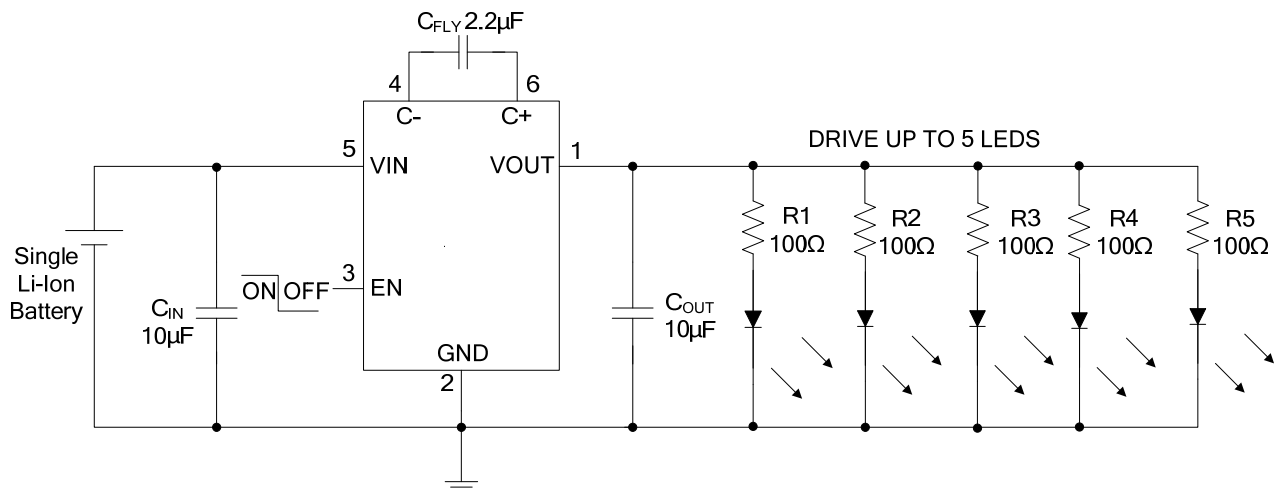 CFLY 2.2µF
4
6
C-
C+
DRIVE UP TO 5 LEDS
5
VIN
VOUT
1
R1
100Ω
R2
100Ω
R3
100Ω
R4
100Ω
R5
100Ω
Single
Li-Ion
Battery
ON OFF
3
EN
CIN
10µF
COUT
10µF
GND
2